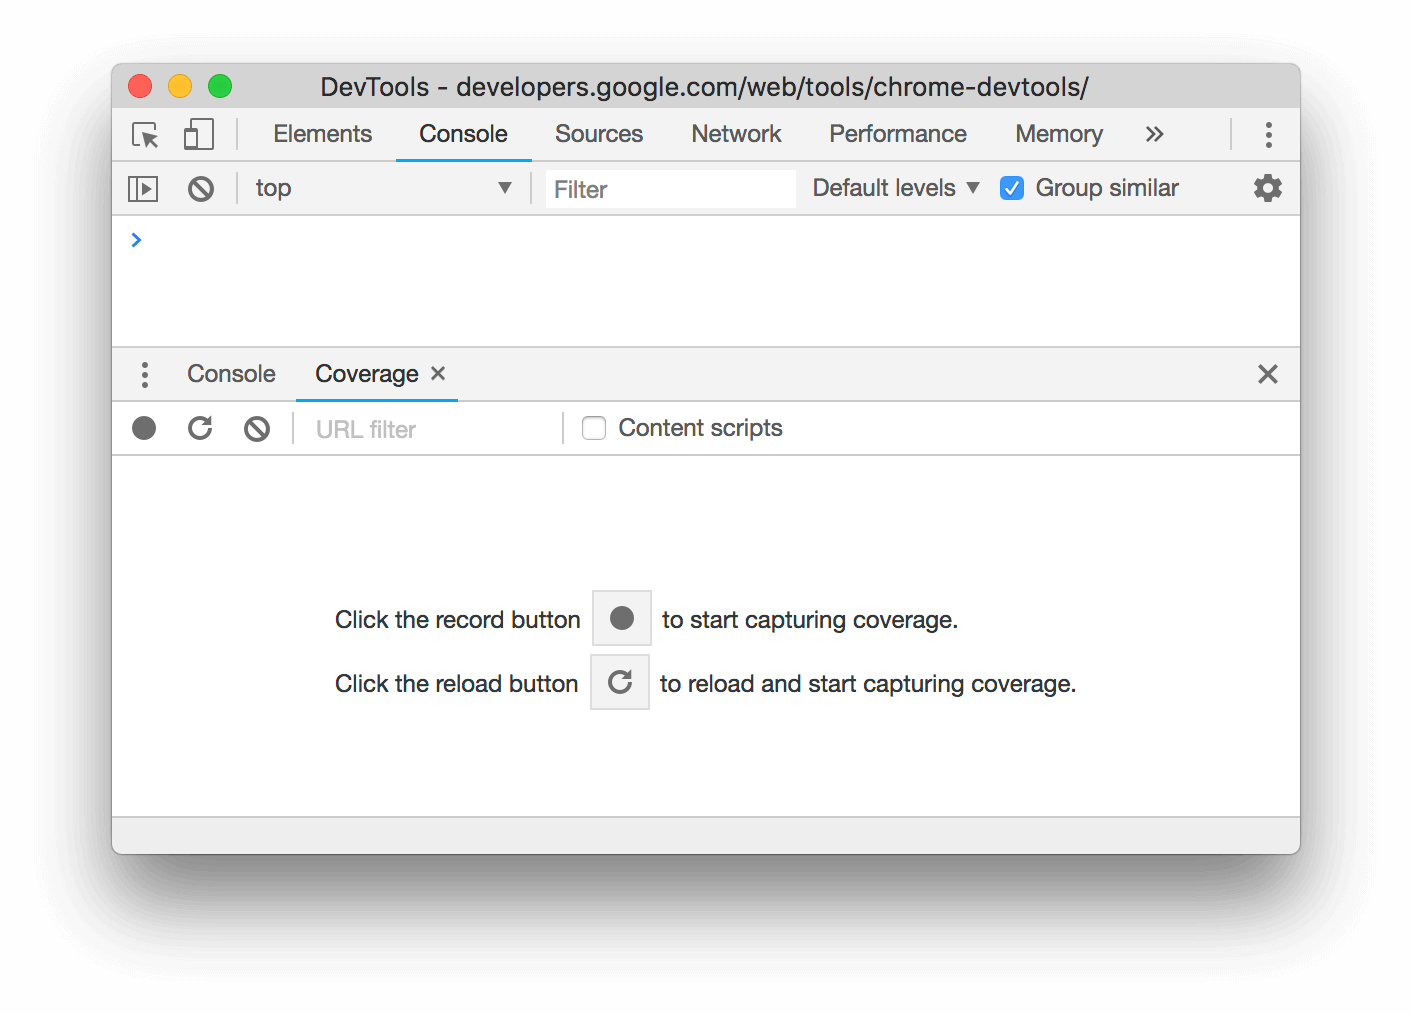 DevTools - developers.google.com/web/tools/chrome-devtools/
Elements Console Sources Network Performance Memory
top Filter Default levels Group similar
Console Coverage
URL filter Content scripts
Click the record button to start capturing coverage.
Click the reload button to reload and start capturing coverage.